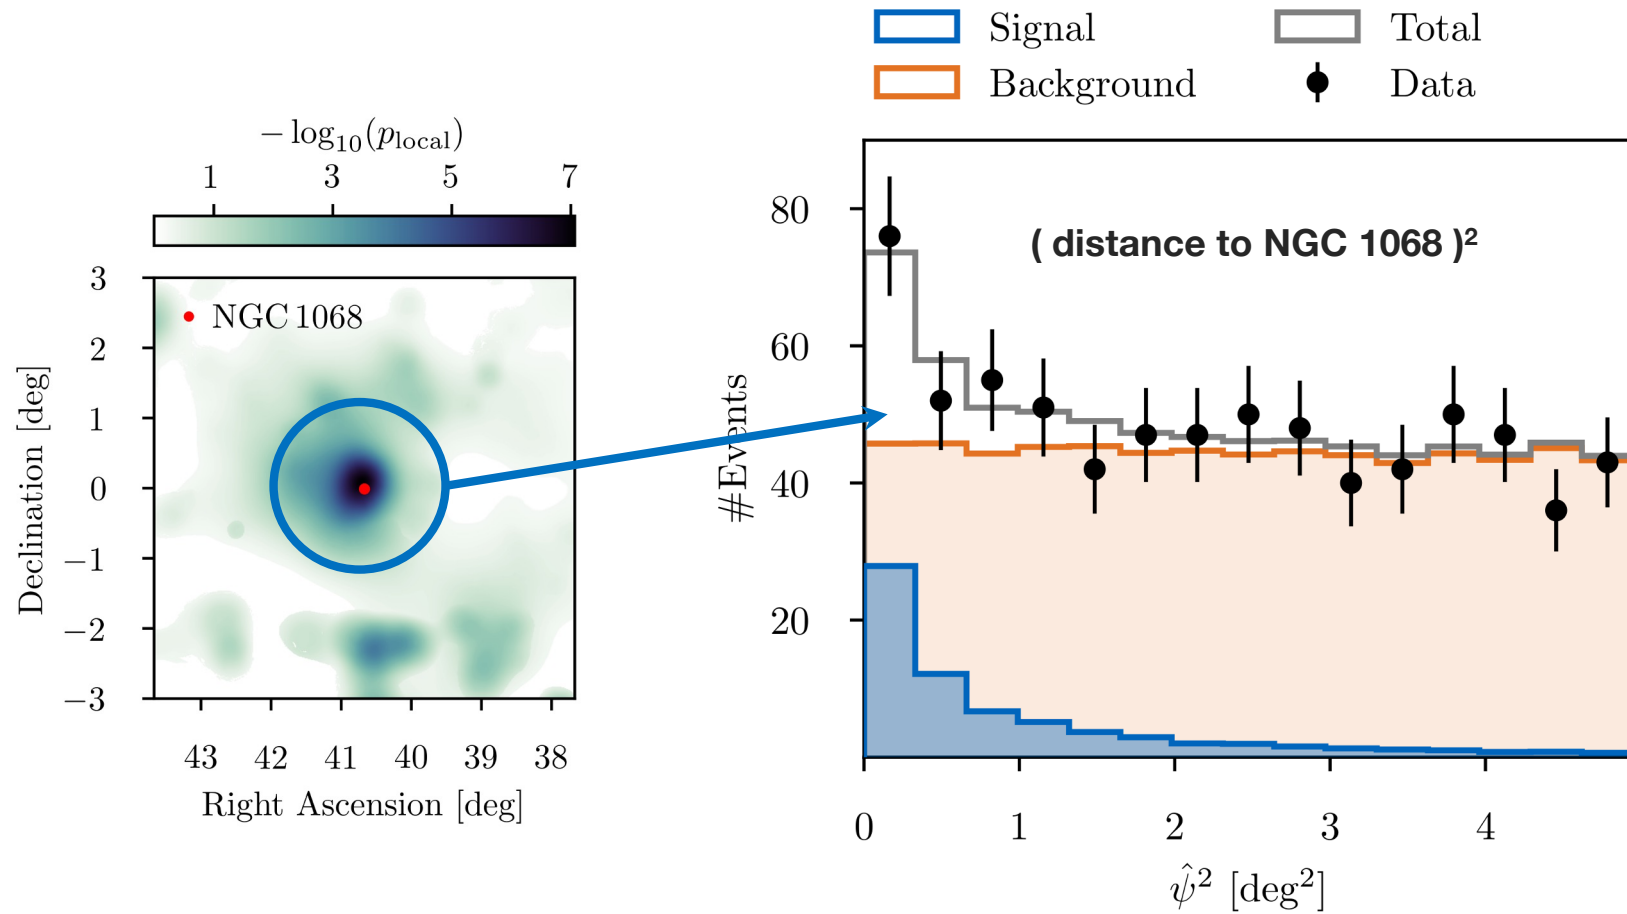 − log₁₀(p_local)
1 3 5 7
3
2
1
0
−1
−2
−3
NGC 1068
Declination [deg]
43 42 41 40 39 38
Right Ascension [deg]
Signal
Background
Total
Data
( distance to NGC 1068 )²
80
60
40
20
#Events
0 1 2 3 4
ψ̂² [deg²]